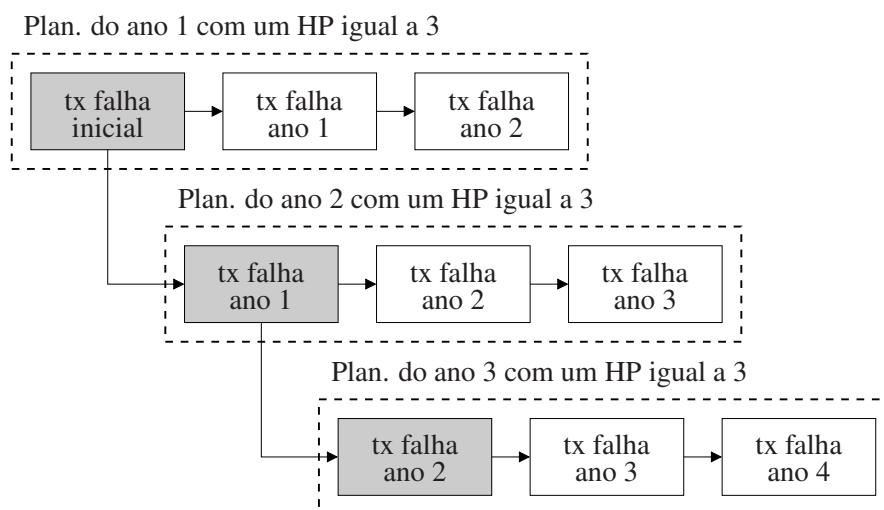 Plan. do ano 1 com um HP igual a 3
tx falha
inicial
tx falha
ano 1
tx falha
ano 2
Plan. do ano 2 com um HP igual a 3
tx falha
ano 1
tx falha
ano 2
tx falha
ano 3
Plan. do ano 3 com um HP igual a 3
tx falha
ano 2
tx falha
ano 3
tx falha
ano 4